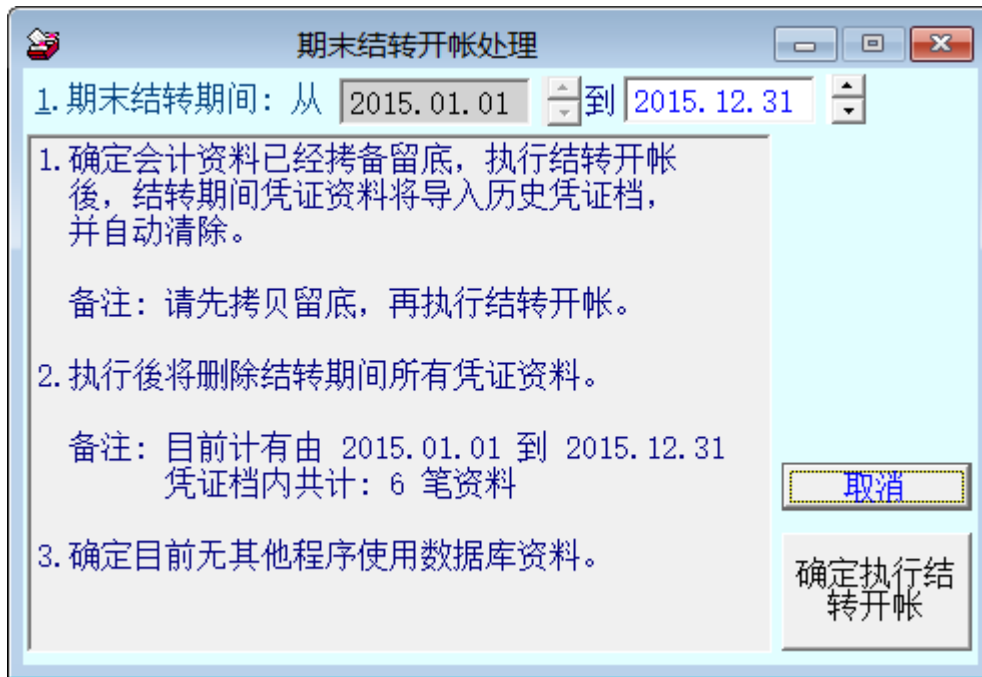 期末结转开帐处理
1.期末结转期间: 从 2015.01.01 到 2015.12.31
1.确定会计资料已经拷备留底，执行结转开帐
後，结转期间凭证资料将导入历史凭证档，
并自动清除。
备注: 请先拷贝留底，再执行结转开帐。
2.执行後将删除结转期间所有凭证资料。
备注: 目前计有由 2015.01.01 到 2015.12.31
凭证档内共计: 6 笔资料
3.确定目前无其他程序使用数据库资料。
取消
确定执行结
转开帐